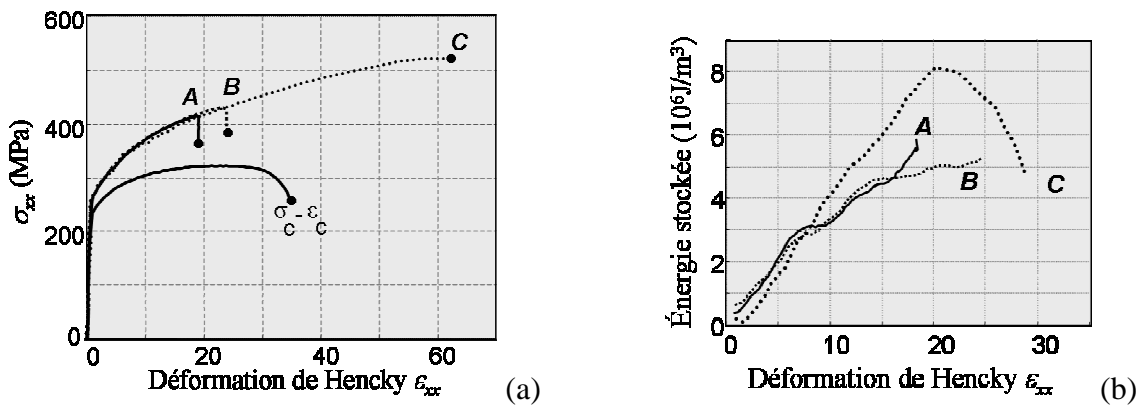 600
400
200
0
σxx (MPa)
A
B
C
σc - εc
0
20
40
60
Déformation de Hencky εxx
(a)
Énergie stockée (10⁶J/m³)
8
6
4
2
0
A
B
C
0
10
20
30
Déformation de Hencky εxx
(b)